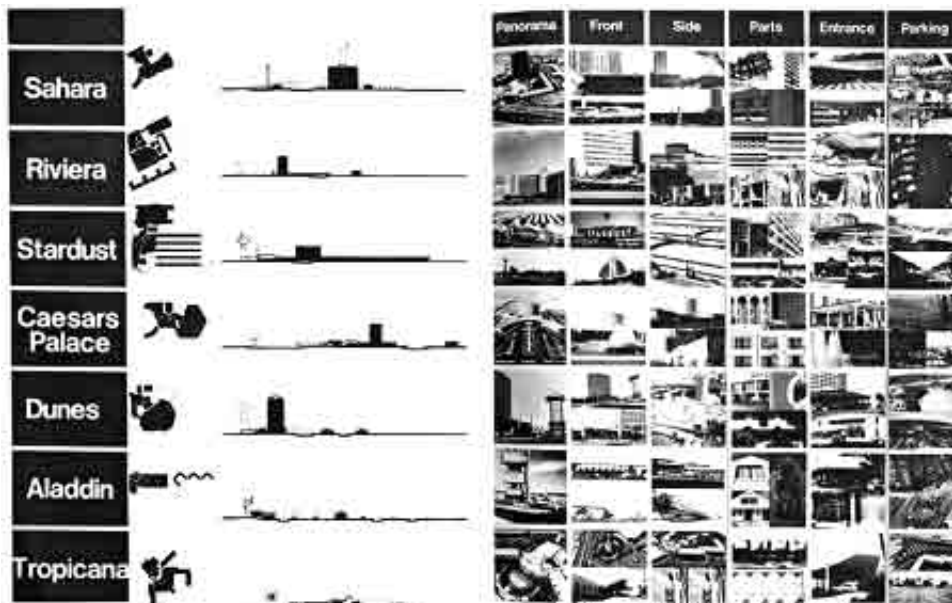 Panorama Front Side Parts Entrance Parking
Sahara
Riviera
Stardust
Caesars
Palace
Dunes
Aladdin
Tropicana